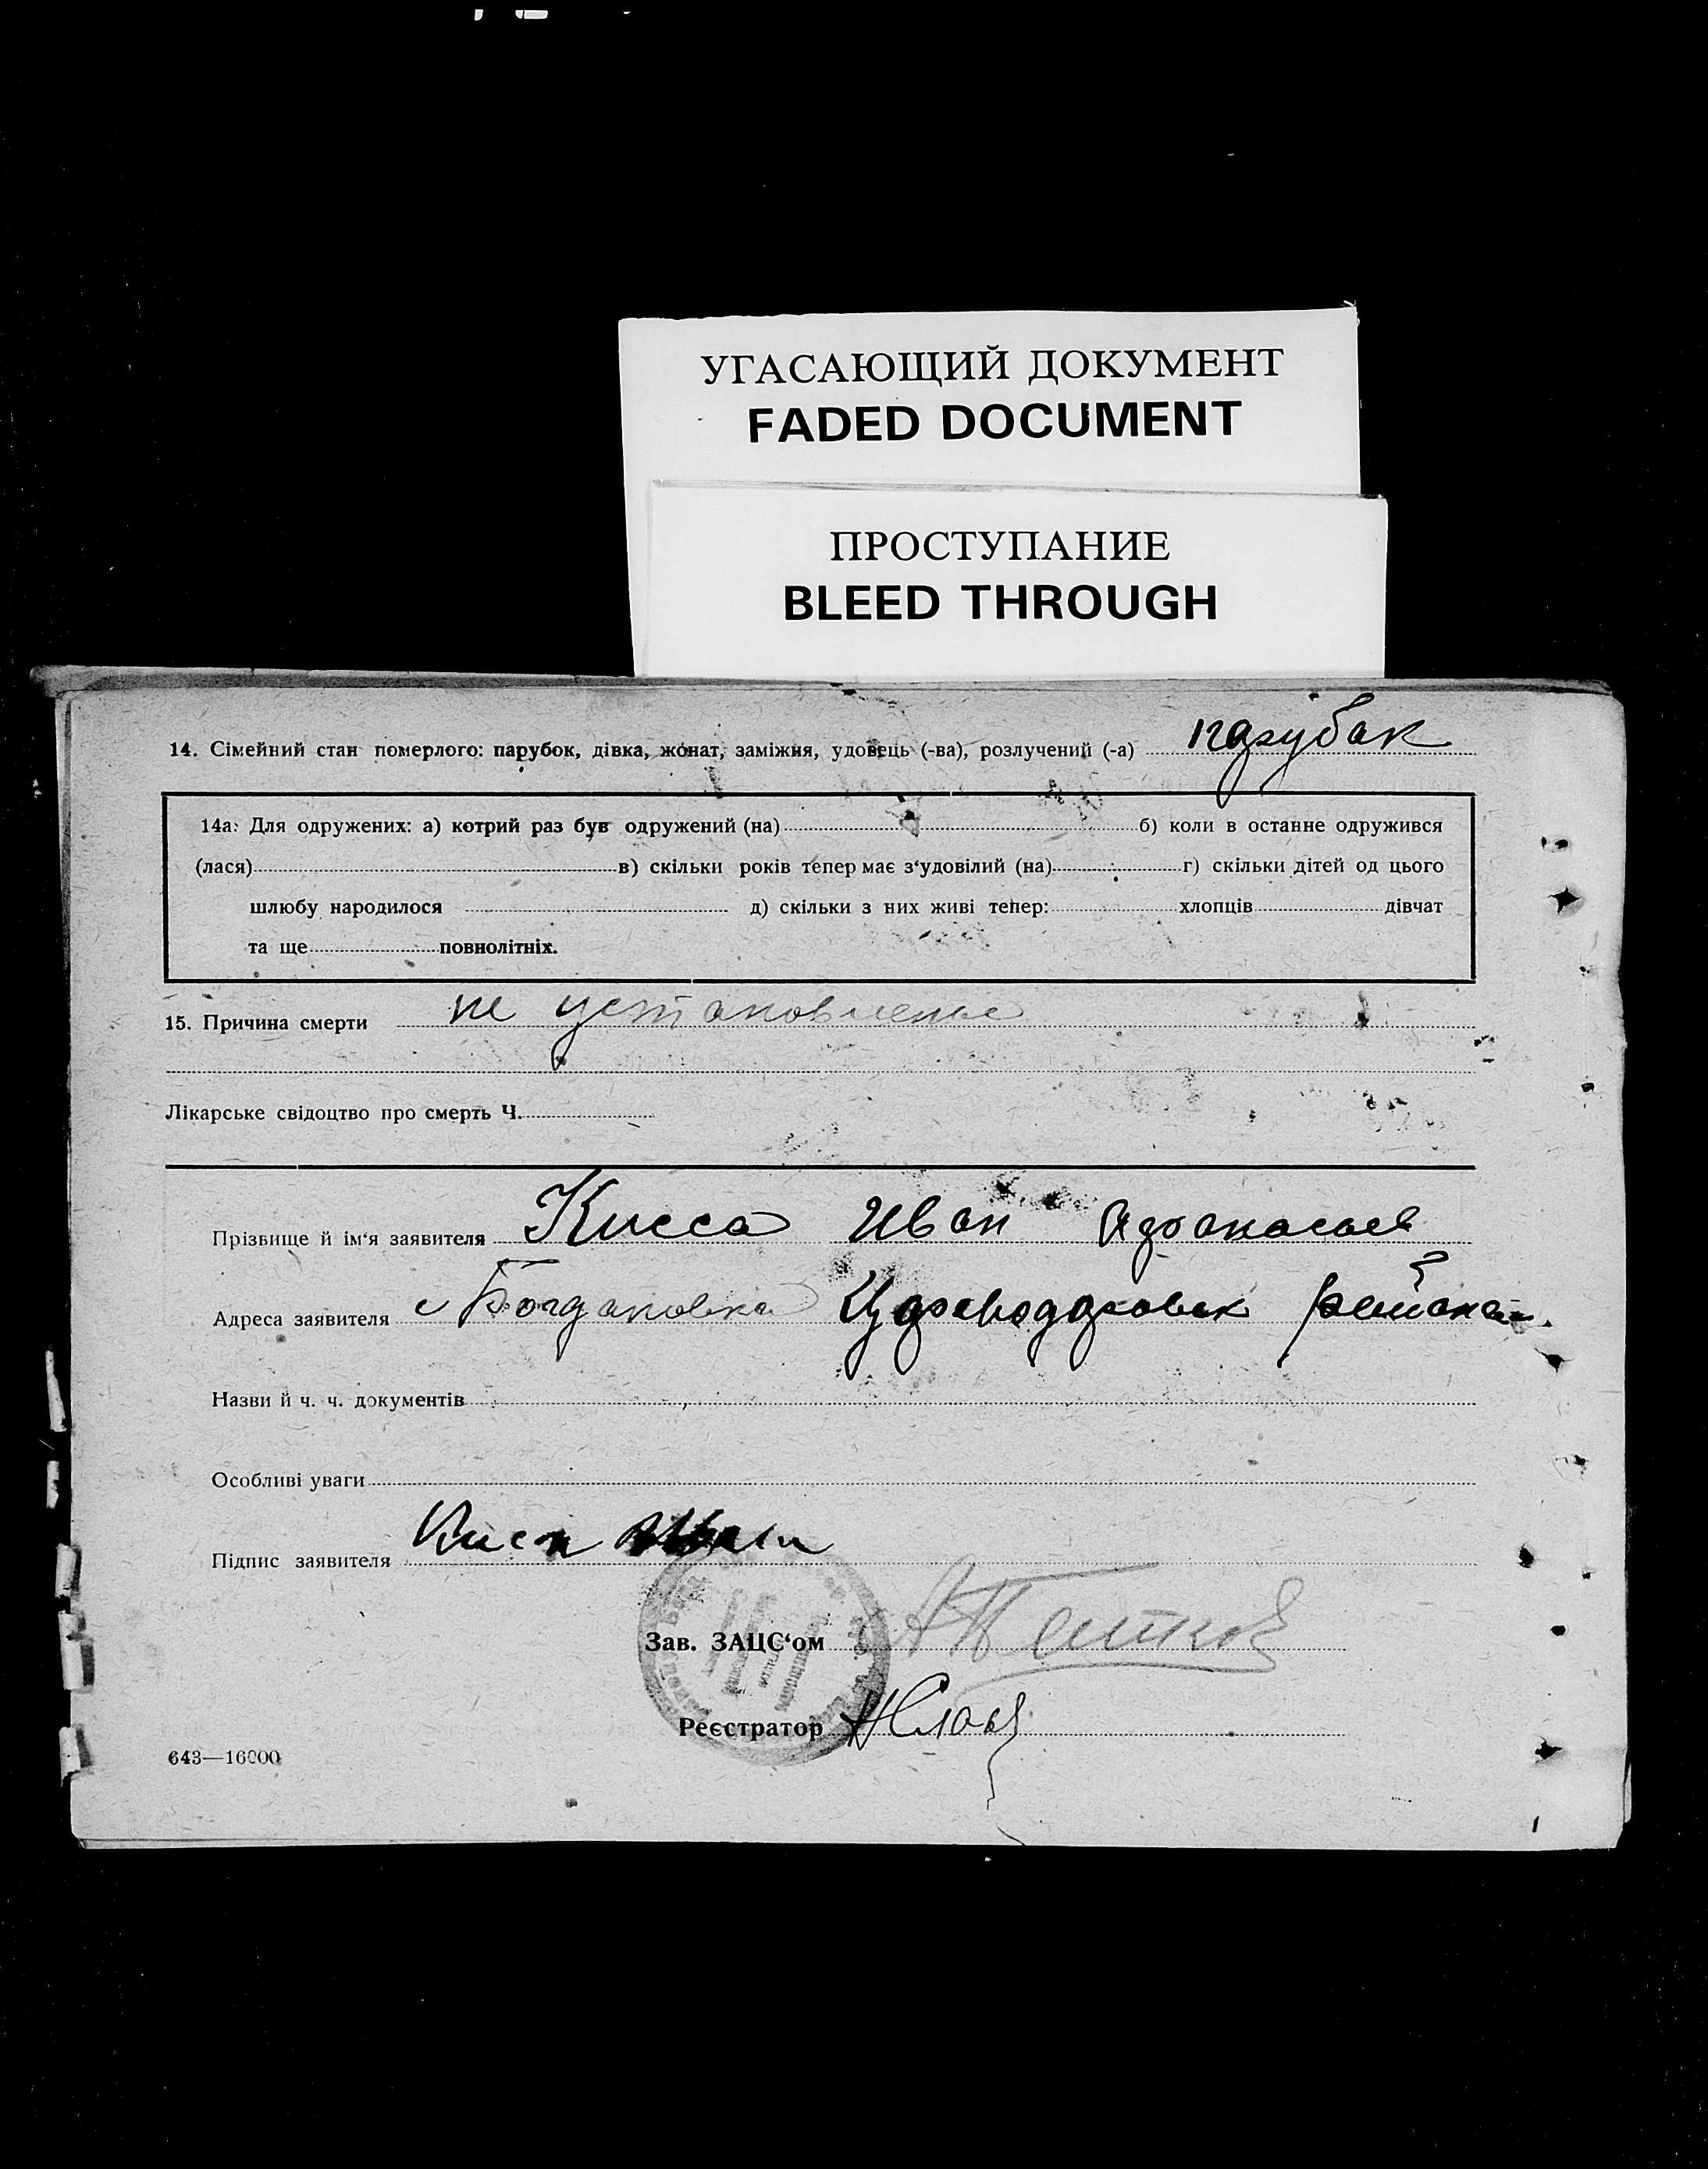 УГАСАЮЩИЙ ДОКУМЕНТ
FADED DOCUMENT
ПРОСТУПАНИЕ
BLEED THROUGH
14. Сімейний стан померлого: парубок, дівка, жонат, заміжня, удовець (-ва), розлучений (-а) парубак
14а: Для одружених: а) котрий раз був одружений (на) б) коли в останнє одружився
(лася) в) скільки років тепер має з‘удовілий (на) г) скільки дітей од цього
шлюбу народилося д) скільки з них живі тепер: хлопців дівчат
та ще повнолітніх.
15. Причина смерти не установлене
Лікарське свідоцтво про смерть Ч.
Прізвище й ім‘я заявителя Кисса Иван
Адреса заявителя с Богдановка района
Назви й ч. ч. документів
Особливі уваги
Підпис заявителя
Зав. ЗАЦС‘ом
Реєстратор
643—16000